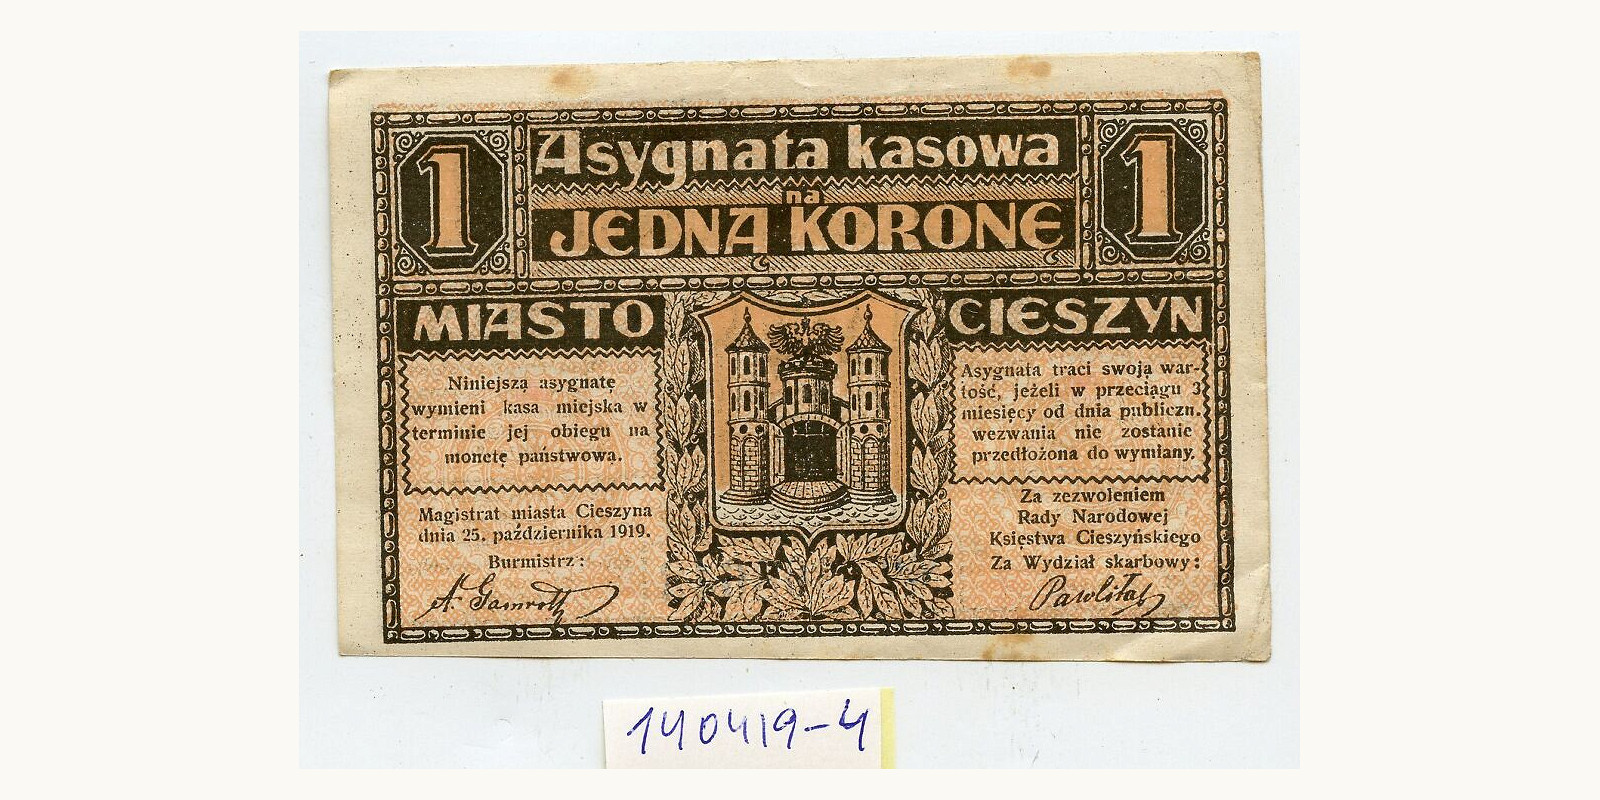 1 Asygnata kasowa 1
na
JEDNĄ KORONĘ
MIASTO CIESZYN
Niniejszą asygnatę
wymieni kasa miejska w
terminie jej obiegu na
monetę państwową.
Magistrat miasta Cieszyna
dnia 25. października 1919.
Burmistrz:
A. Gamroth
Asygnata traci swoją war-
tość, jeżeli w przeciągu 3
miesięcy od dnia publiczn.
wezwania nie zostanie
przedłożona do wymiany.
Za zezwoleniem
Rady Narodowej
Księstwa Cieszyńskiego
Za Wydział skarbowy:
140419-4